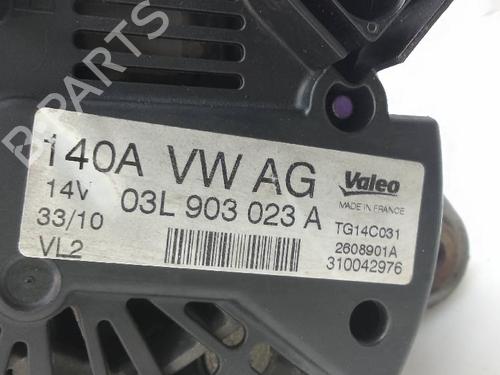 B-PARTS
140A VW AG
14V 03L 903 023 A
33/10
VL2
Valeo
MADE IN FRANCE
TG14C031
2608901A
310042976